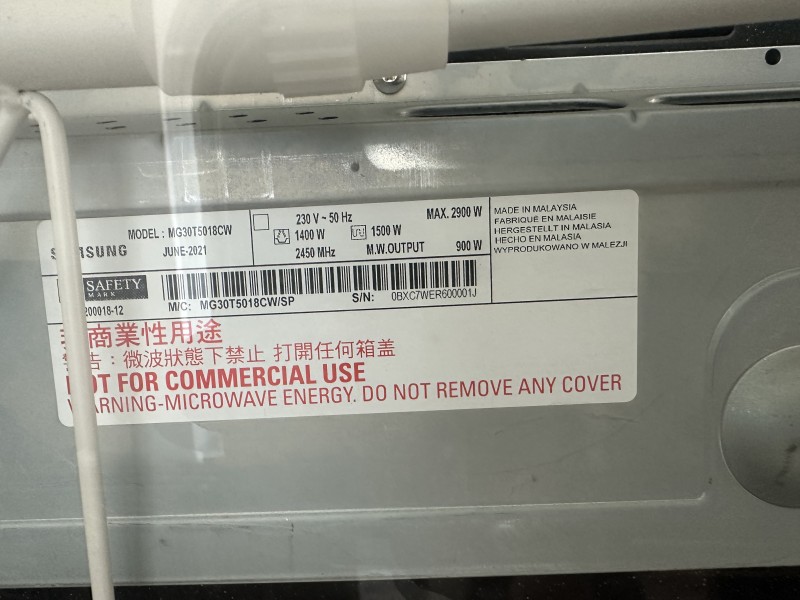 MODEL : MG30T5018CW
JUNE-2021
230 V ~ 50 Hz
MAX. 2900 W
1400 W
1500 W
2450 MHz
M.W.OUTPUT
900 W
MADE IN MALAYSIA
FABRIQUÉ EN MALAISIE
HERGESTELLT IN MALASIA
HECHO EN MALASIA
WYPRODUKOWANO W MALEZJI
SAFETY
MARK
200018-12
M/C: MG30T5018CW/SP
S/N: 0BXC7WER600001J
商業性用途
告：微波狀態下禁止 打開任何箱蓋
NOT FOR COMMERCIAL USE
WARNING-MICROWAVE ENERGY. DO NOT REMOVE ANY COVER